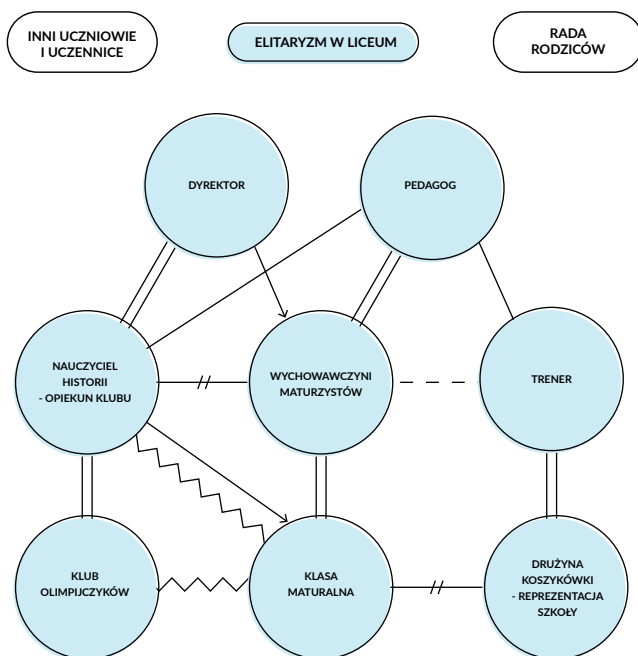 INNI UCZNIOWIE
I UCZENNICE
ELITARYZM W LICEUM
RADA
RODZICÓW
DYREKTOR
PEDAGOG
NAUCZYCIEL
HISTORII
- OPIEKUN KLUBU
WYCHOWAWCZYNI
MATURZYSTÓW
TRENER
KLUB
OLIMPIJCZYKÓW
KLASA
MATURALNA
DRUŻYNA
KOSZYKÓWKI
- REPREZENTACJA
SZKOŁY